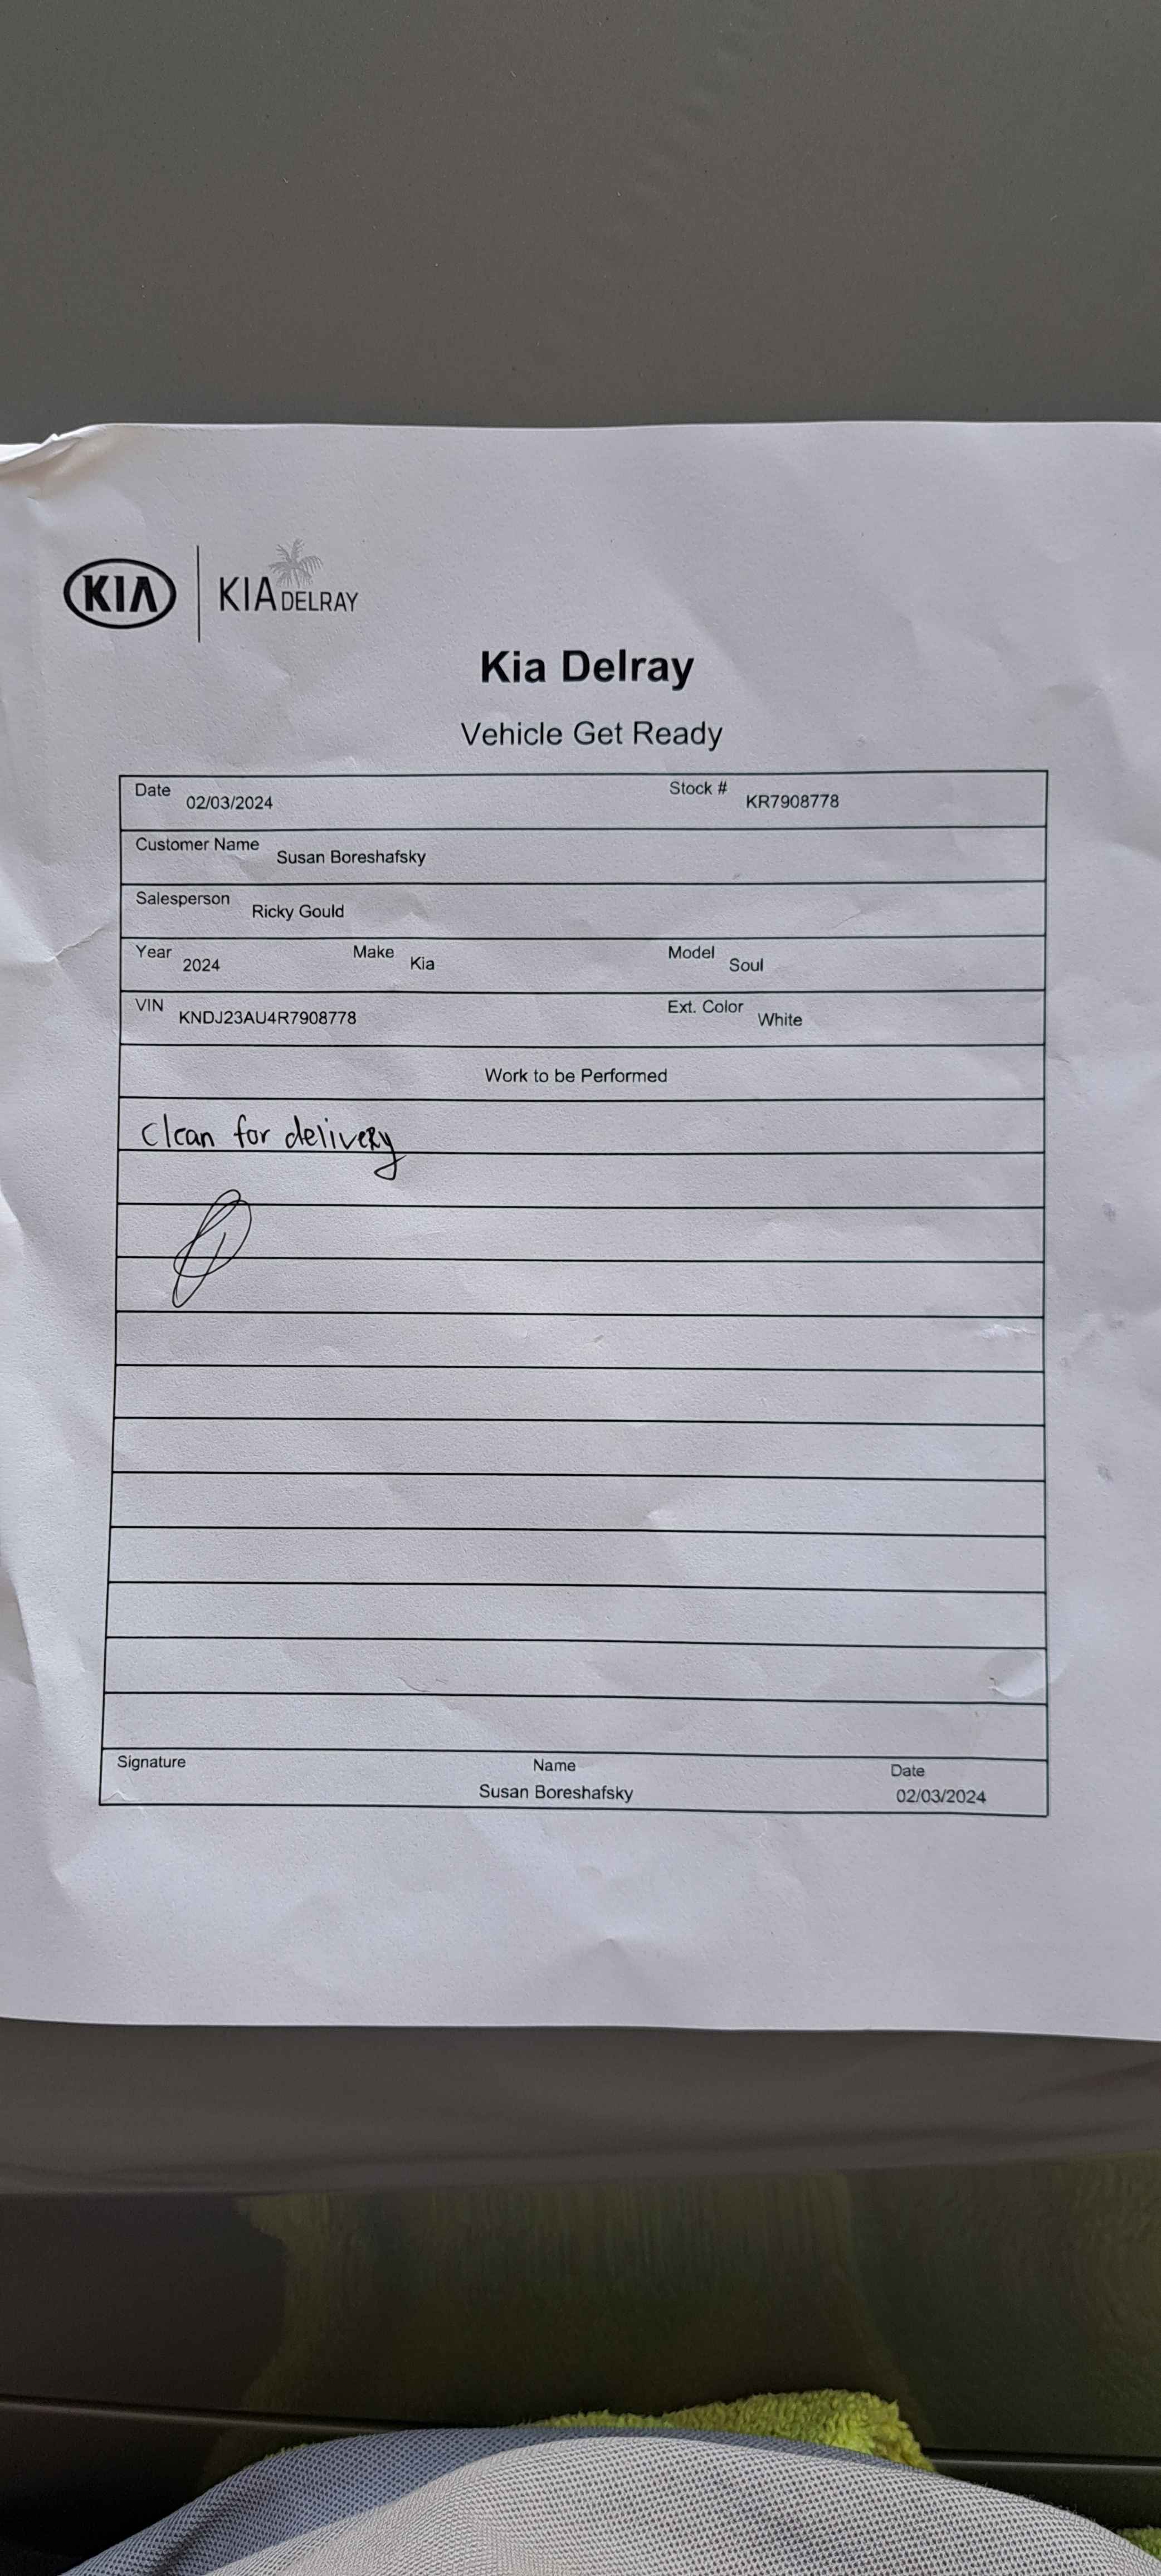 KIA KIA DELRAY
Kia Delray
Vehicle Get Ready
Date 02/03/2024 Stock # KR7908778
Customer Name Susan Boreshafsky
Salesperson Ricky Gould
Year 2024 Make Kia Model Soul
VIN KNDJ23AU4R7908778 Ext. Color White
Work to be Performed
Clean for delivery
Signature Name Date
Susan Boreshafsky 02/03/2024